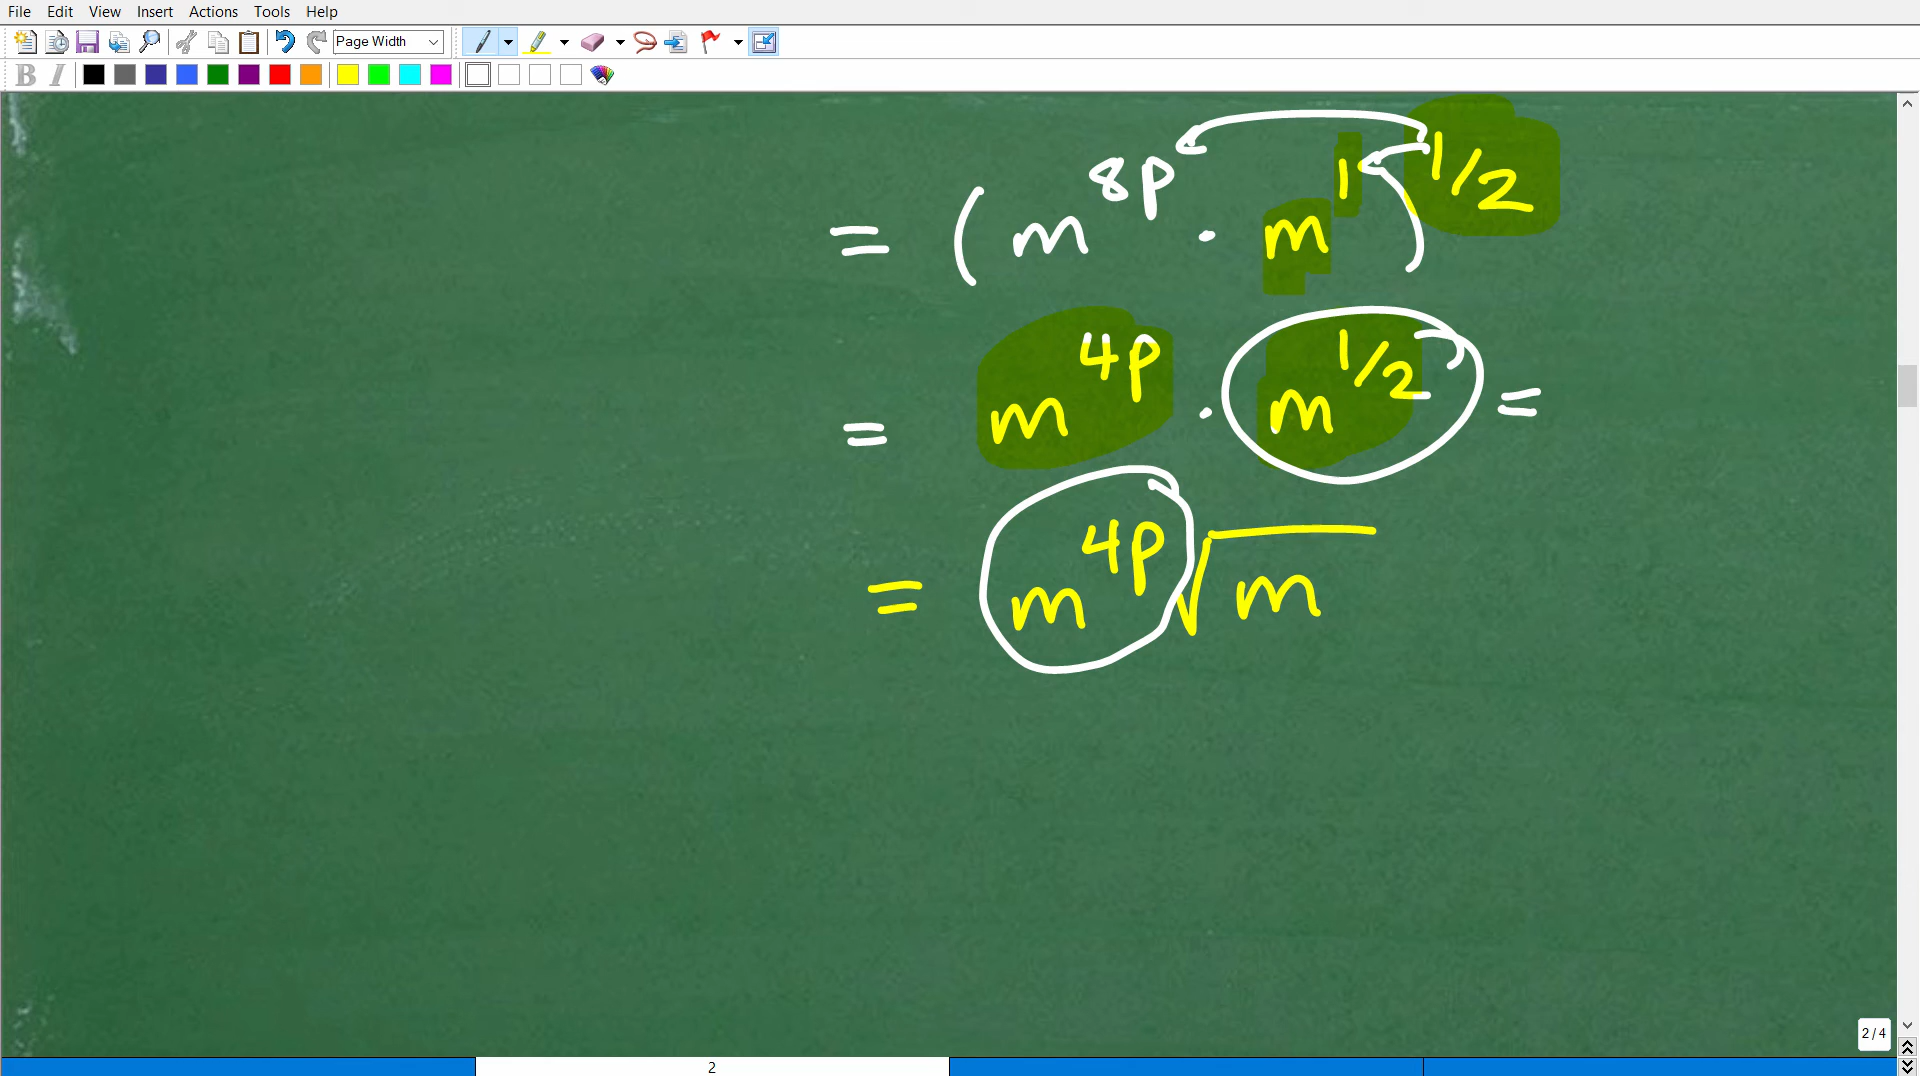 File Edit View Insert Actions Tools Help
Page Width
B I
= (m^8p · m^1)^1/2
= m^4p · m^1/2 =
= m^4p √m
2 / 4
2